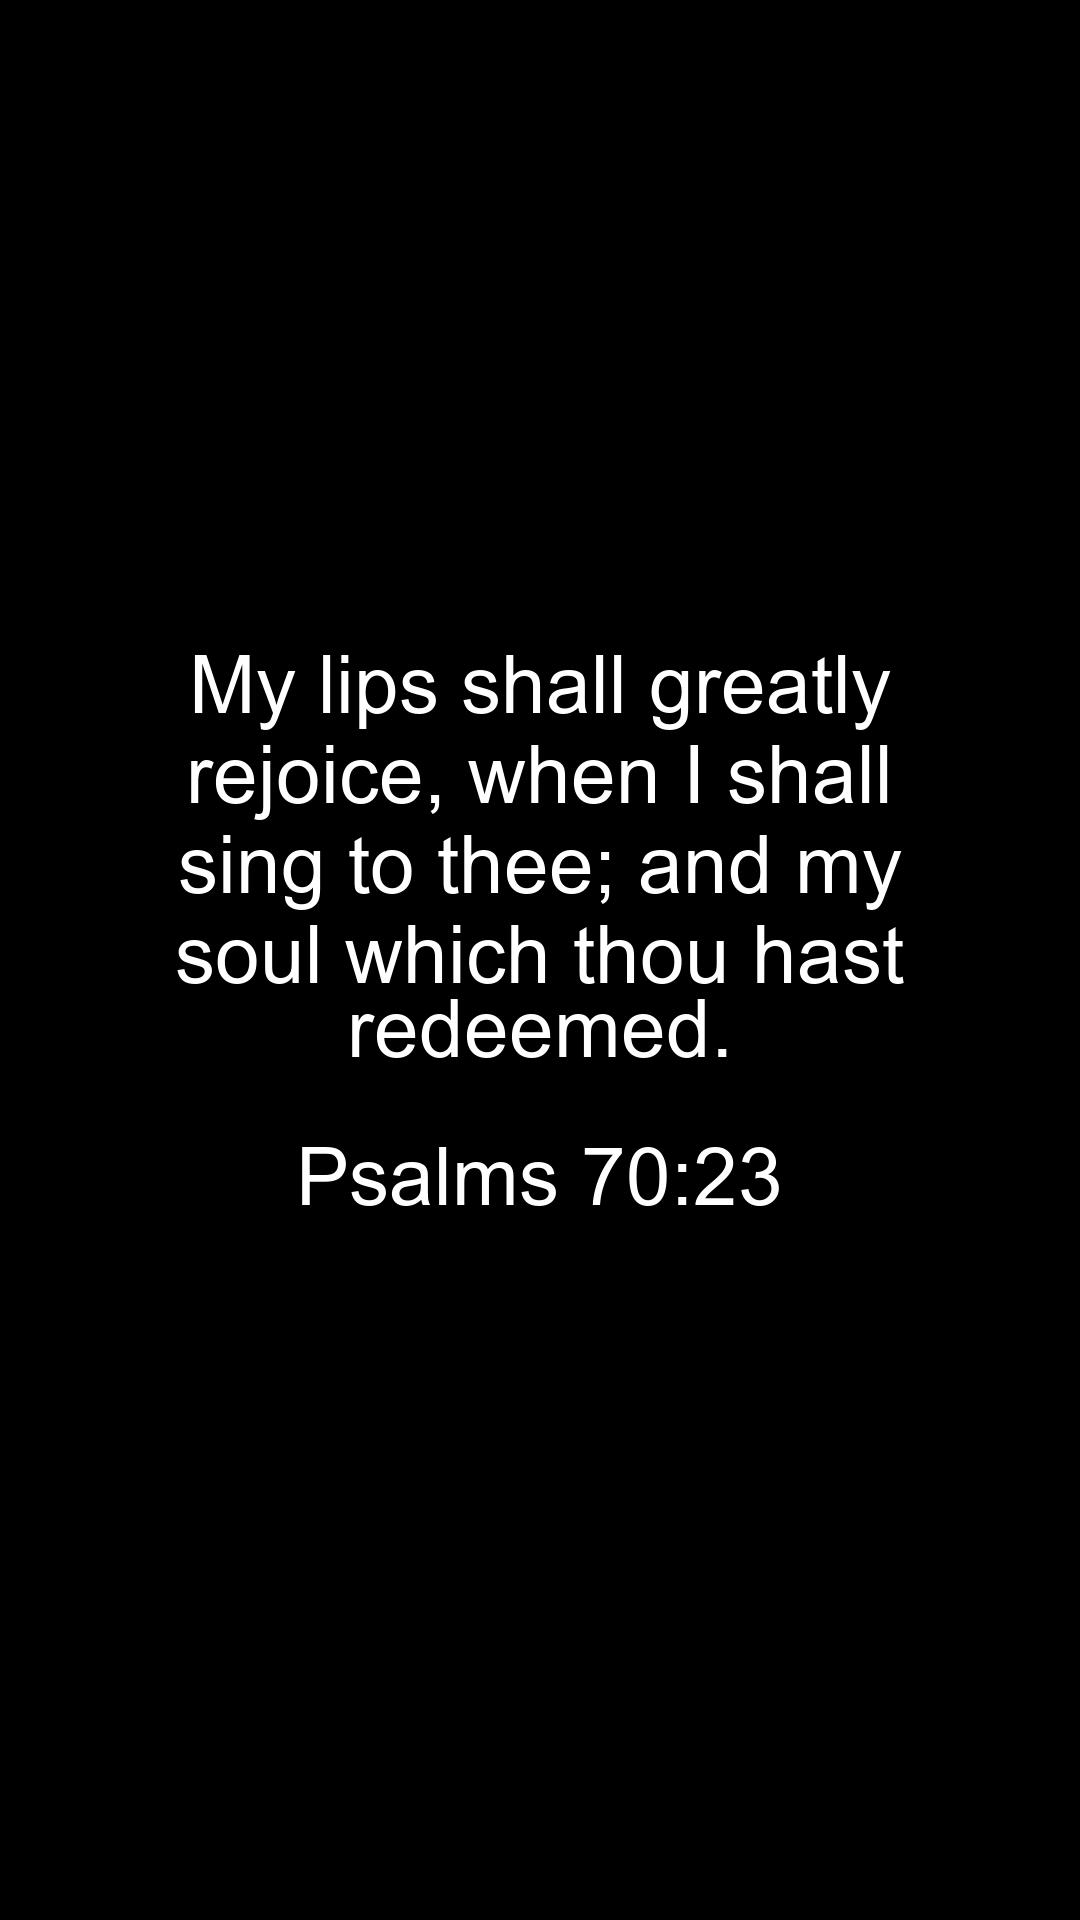 My lips shall greatly
rejoice, when I shall
sing to thee; and my
soul which thou hast
redeemed.
Psalms 70:23